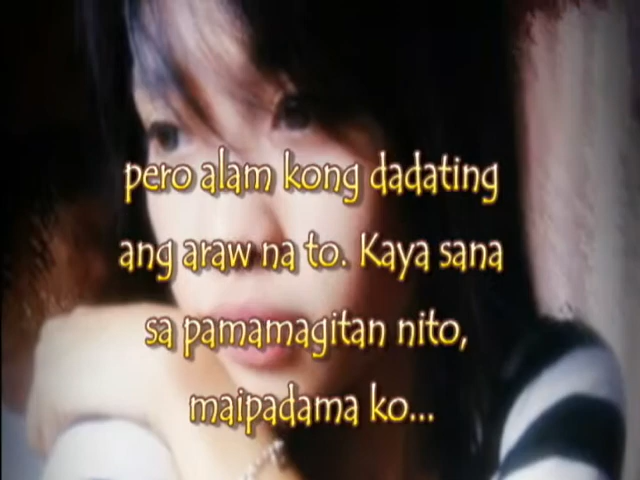 pero alam kong dadating
ang araw na to. Kaya sana
sa pamamagitan nito,
maipadama ko...